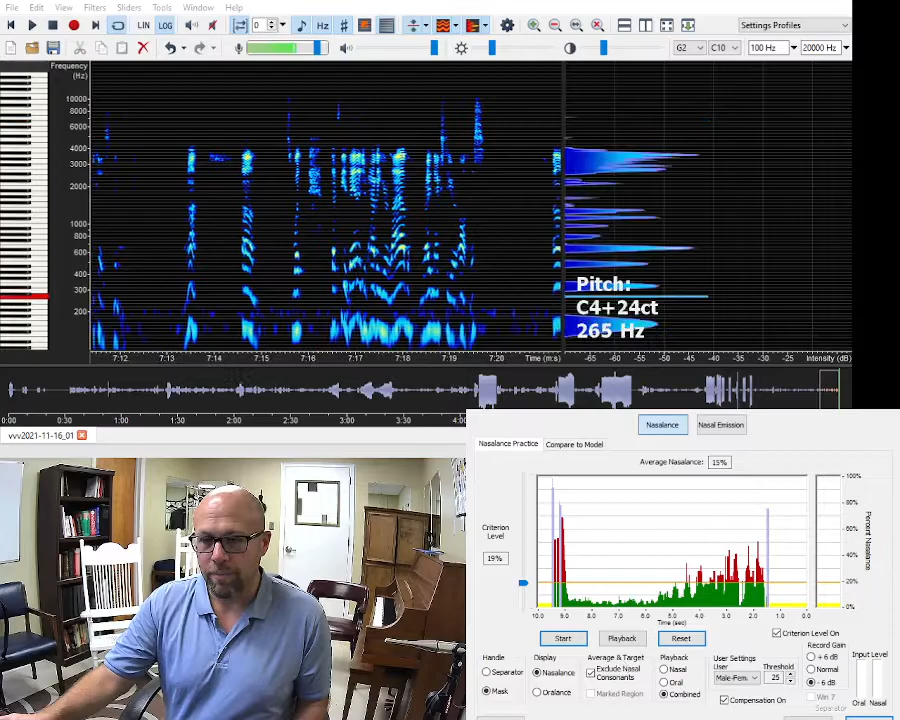 File Edit View Filters Sliders Tools Window Help
LIN LOG 0 Hz Settings Profiles
G2 C10 100 Hz 20000 Hz
Frequency
(Hz)
10000
8000
6000
4000
3000
2000
1000
800
600
400
300
200
Pitch:
C4+24ct
265 Hz
7:12 7:13 7:14 7:15 7:16 7:17 7:18 7:19 7:20 Time (m:s) -65 -60 -55 -50 -45 -40 -35 -30 -25 Intensity (dB)
0:00 0:30 1:00 1:30 2:00 2:30 3:00
vvv2021-11-16_01
Nasalance Nasal Emission
Nasalance Practice Compare to Model
Average Nasalance: 15%
Criterion
Level
19%
100%
80%
60%
40%
20%
0%
Percent Nasalance
10.0 9.0 8.0 7.0 6.0 5.0 4.0 3.0 2.0 1.0 0.0
Time (sec)
Start Playback Reset
Criterion Level On
Handle
Separator
Mask
Display
Nasalance
Oralance
Average & Target
Exclude Nasal
Consonants
Marked Region
Playback
Nasal
Oral
Combined
User Settings
User
Male-Fem.
Threshold
25
Compensation On
Record Gain
+ 6 dB
Normal
- 6 dB
Win 7
Separator
Input Level
Oral Nasal